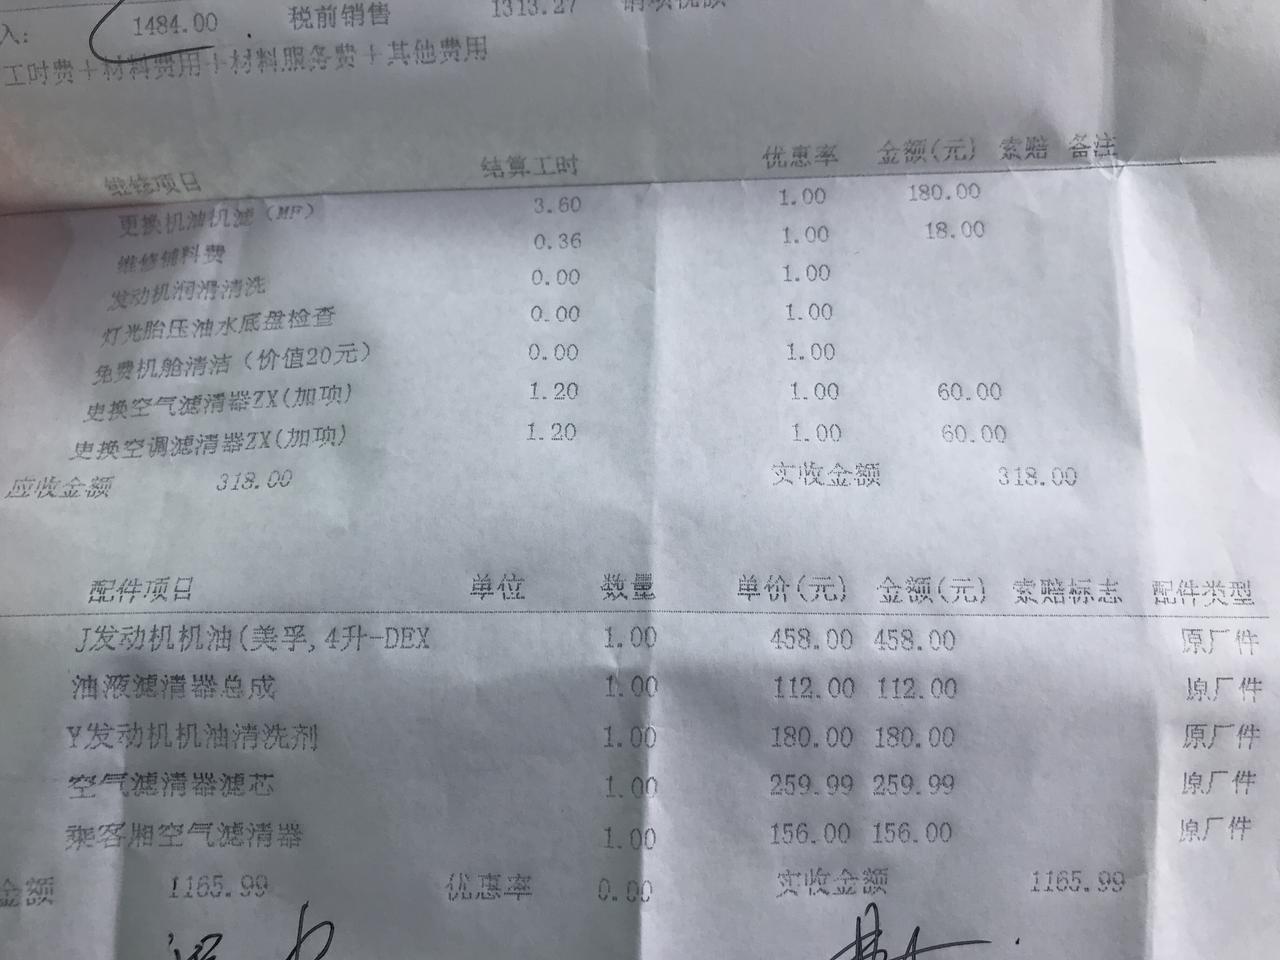 入: 1484.00 税前销售 1313.27 销项税额
工时费+材料费用+材料服务费+其他费用
维修项目 结算工时 优惠率 金额(元) 索赔 备注
更换机油机滤(MF) 3.60 1.00 180.00
维修辅料费 0.36 1.00 18.00
发动机润滑清洗 0.00 1.00
灯光胎压油水底盘检查 0.00 1.00
免费机舱清洁(价值20元) 0.00 1.00
更换空气滤清器ZX(加项) 1.20 1.00 60.00
更换空调滤清器ZX(加项) 1.20 1.00 60.00
应收金额 318.00 实收金额 318.00
配件项目 单位 数量 单价(元) 金额(元) 索赔标志 配件类型
J发动机机油(美孚,4升-DEX 1.00 458.00 458.00 原厂件
油液滤清器总成 1.00 112.00 112.00 原厂件
Y发动机机油清洗剂 1.00 180.00 180.00 原厂件
空气滤清器滤芯 1.00 259.99 259.99 原厂件
乘客厢空气滤清器 1.00 156.00 156.00 原厂件
金额 1165.99 优惠率 0.00 实收金额 1165.99